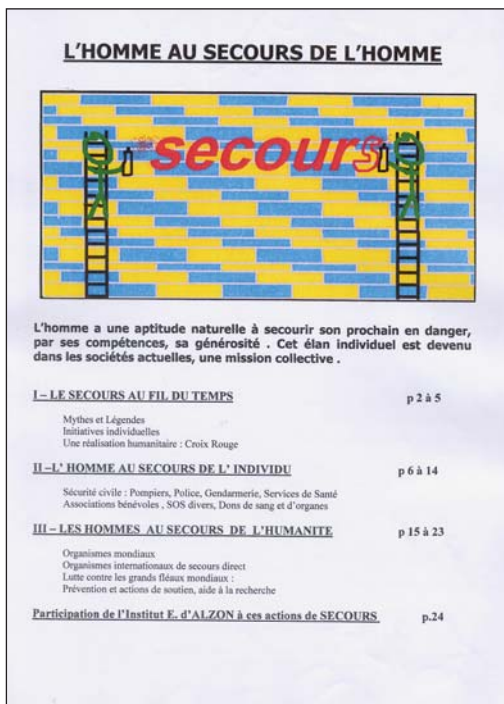 L'HOMME AU SECOURS DE L'HOMME
secours
L'homme a une aptitude naturelle à secourir son prochain en danger,
par ses compétences, sa générosité . Cet élan individuel est devenu
dans les sociétés actuelles, une mission collective .
I – LE SECOURS AU FIL DU TEMPS p 2 à 5
Mythes et Légendes
Initiatives individuelles
Une réalisation humanitaire : Croix Rouge
II –L' HOMME AU SECOURS DE L' INDIVIDU p 6 à 14
Sécurité civile : Pompiers, Police, Gendarmerie, Services de Santé
Associations bénévoles , SOS divers, Dons de sang et d'organes
III – LES HOMMES AU SECOURS DE L'HUMANITE p 15 à 23
Organismes mondiaux
Organismes internationaux de secours direct
Lutte contre les grands fléaux mondiaux :
Prévention et actions de soutien, aide à la recherche
Participation de l'Institut E. d'ALZON à ces actions de SECOURS p.24